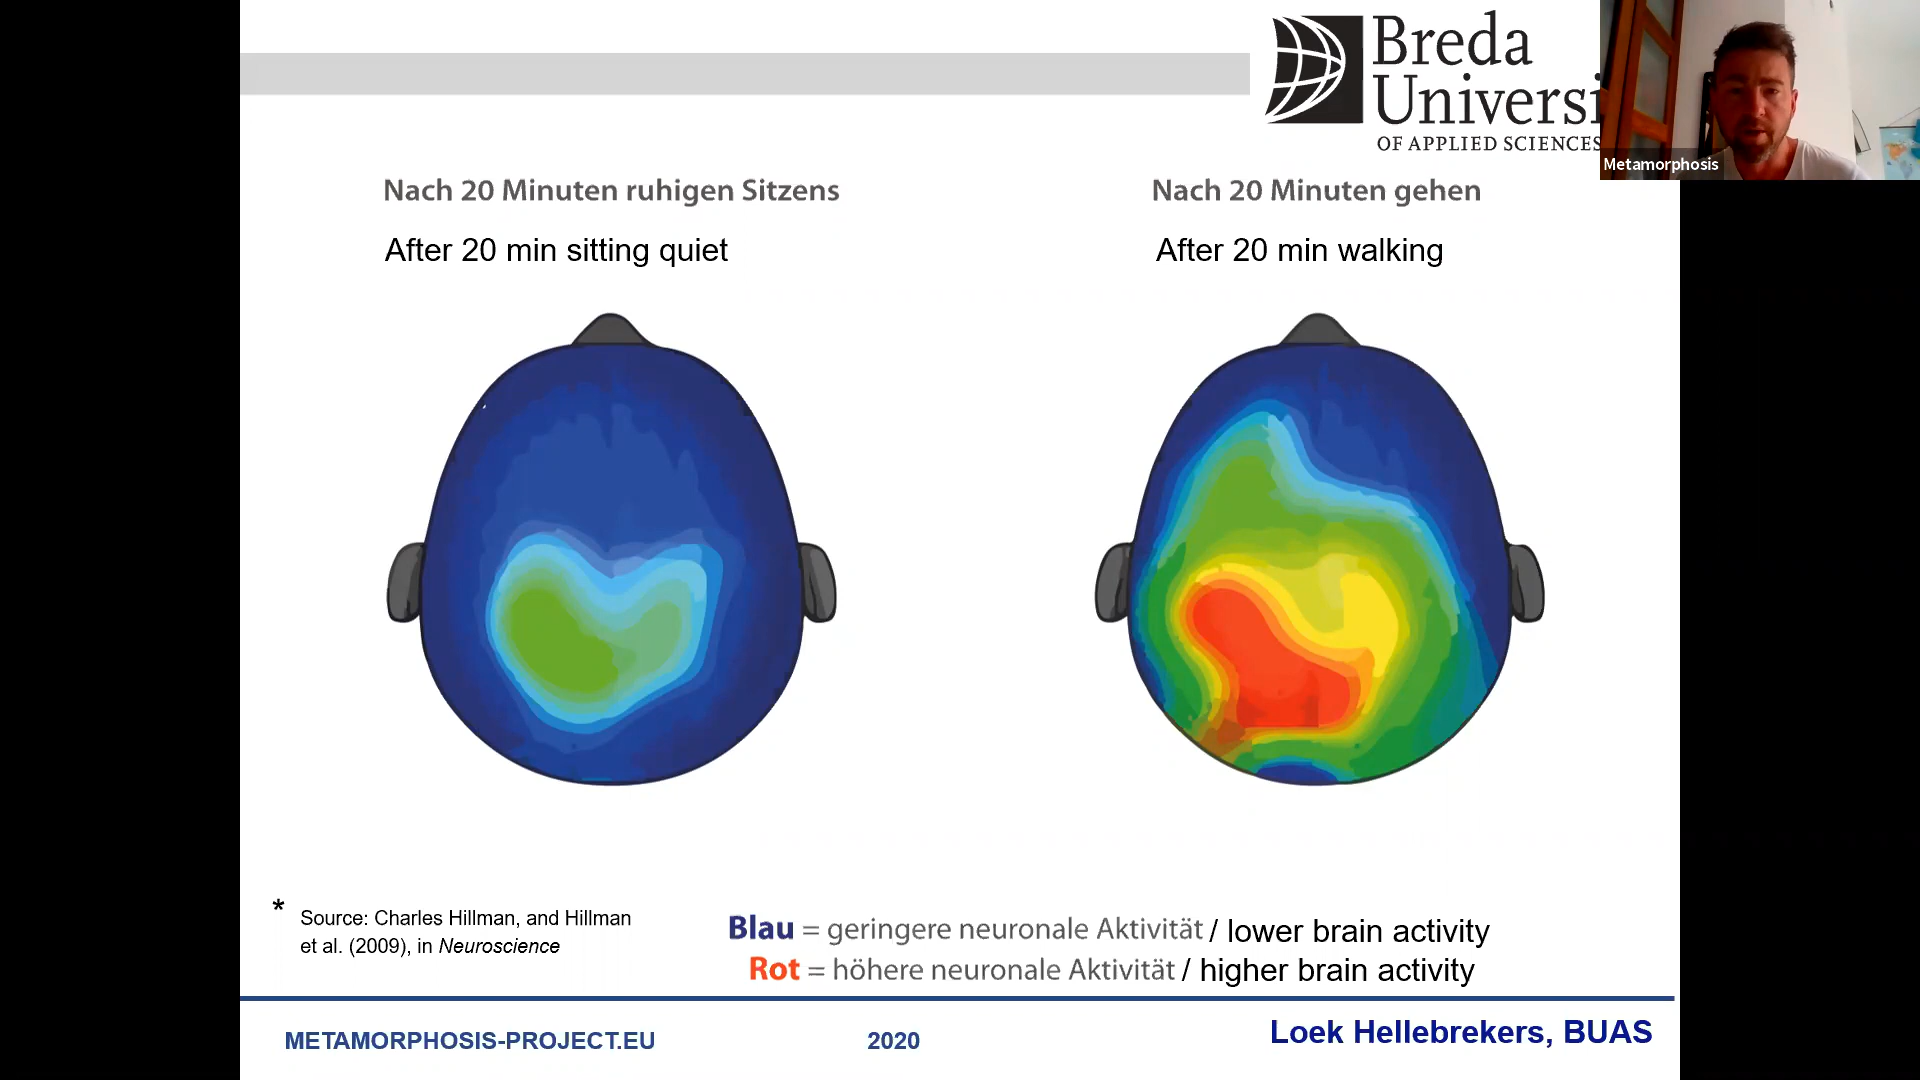 Breda
Universi
OF APPLIED SCIENCES
Metamorphosis
Nach 20 Minuten ruhigen Sitzens
After 20 min sitting quiet
Nach 20 Minuten gehen
After 20 min walking
* Source: Charles Hillman, and Hillman
et al. (2009), in Neuroscience
Blau = geringere neuronale Aktivität / lower brain activity
Rot = höhere neuronale Aktivität / higher brain activity
METAMORPHOSIS-PROJECT.EU
2020
Loek Hellebrekers, BUAS